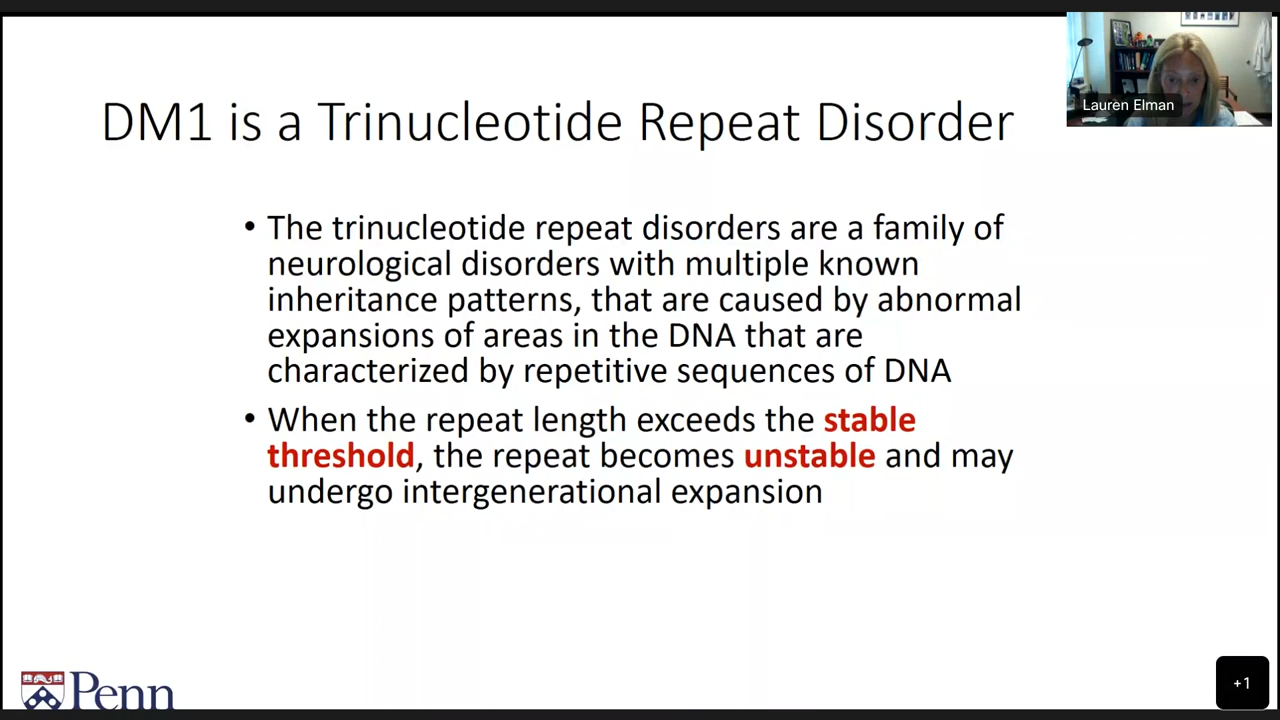 DM1 is a Trinucleotide Repeat Disorder
Lauren Elman
• The trinucleotide repeat disorders are a family of
neurological disorders with multiple known
inheritance patterns, that are caused by abnormal
expansions of areas in the DNA that are
characterized by repetitive sequences of DNA
• When the repeat length exceeds the stable
threshold, the repeat becomes unstable and may
undergo intergenerational expansion
Penn
+1